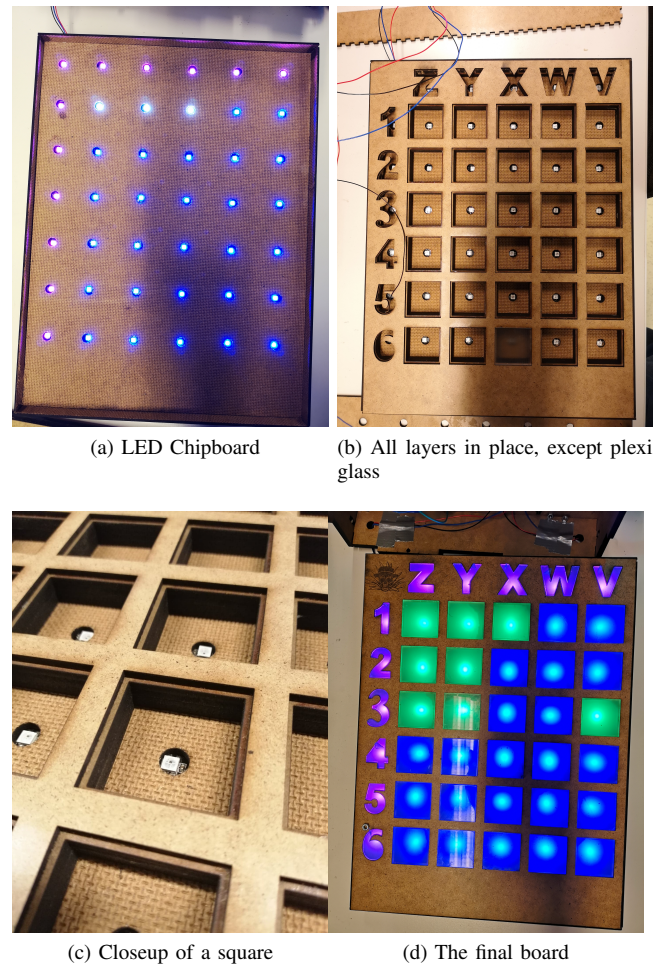 Z Y X W V
1
2
3
4
5
6
(a) LED Chipboard
(b) All layers in place, except plexi
glass
Z Y X W V
1
2
3
4
5
6
(c) Closeup of a square
(d) The final board